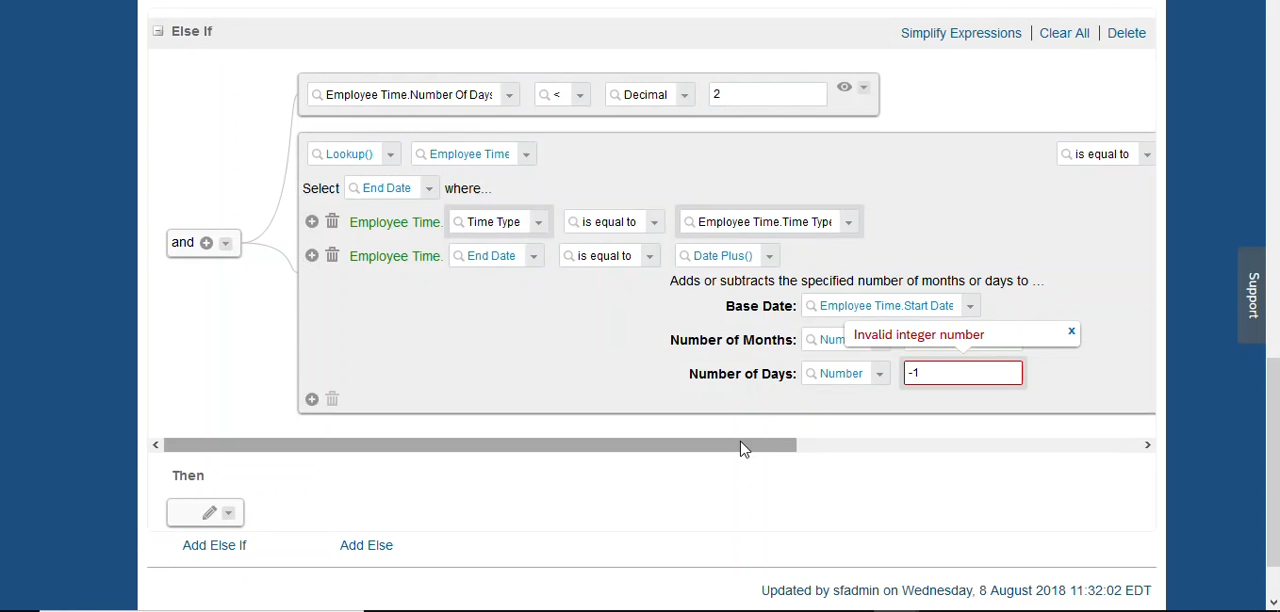 Else If Simplify Expressions | Clear All | Delete
Employee Time.Number Of Days < Decimal 2
Lookup() Employee Time is equal to
Select End Date where...
Employee Time. Time Type is equal to Employee Time.Time Type
and
Employee Time. End Date is equal to Date Plus()
Adds or subtracts the specified number of months or days to ...
Base Date: Employee Time.Start Date
Invalid integer number x
Number of Months:
Number of Days: Number -1
Support
Then
Add Else If Add Else
Updated by sfadmin on Wednesday, 8 August 2018 11:32:02 EDT